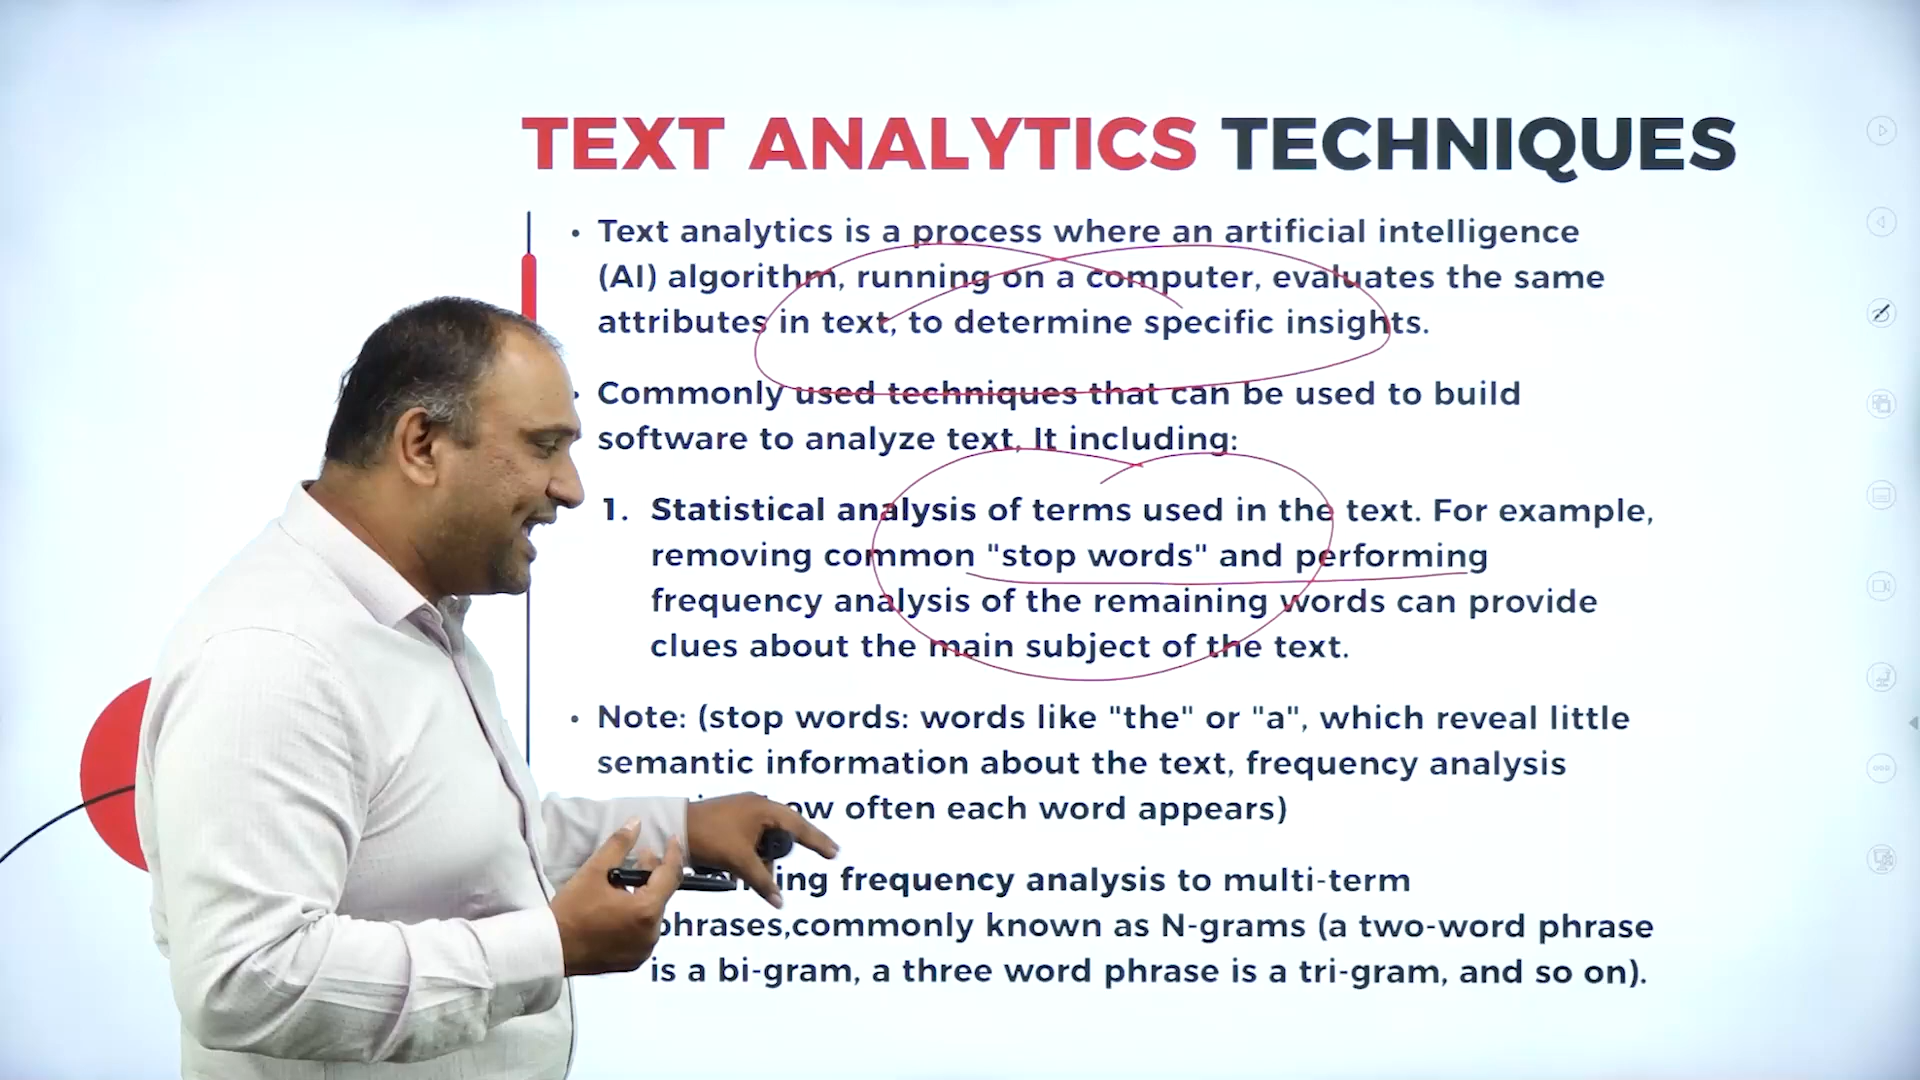 TEXT ANALYTICS TECHNIQUES
• Text analytics is a process where an artificial intelligence
(AI) algorithm, running on a computer, evaluates the same
attributes in text, to determine specific insights.
• Commonly used techniques that can be used to build
software to analyze text, It including:
1. Statistical analysis of terms used in the text. For example,
removing common "stop words" and performing
frequency analysis of the remaining words can provide
clues about the main subject of the text.
• Note: (stop words: words like "the" or "a", which reveal little
semantic information about the text, frequency analysis
often each word appears)
frequency analysis to multi-term
phrases,commonly known as N-grams (a two-word phrase
is a bi-gram, a three word phrase is a tri-gram, and so on).